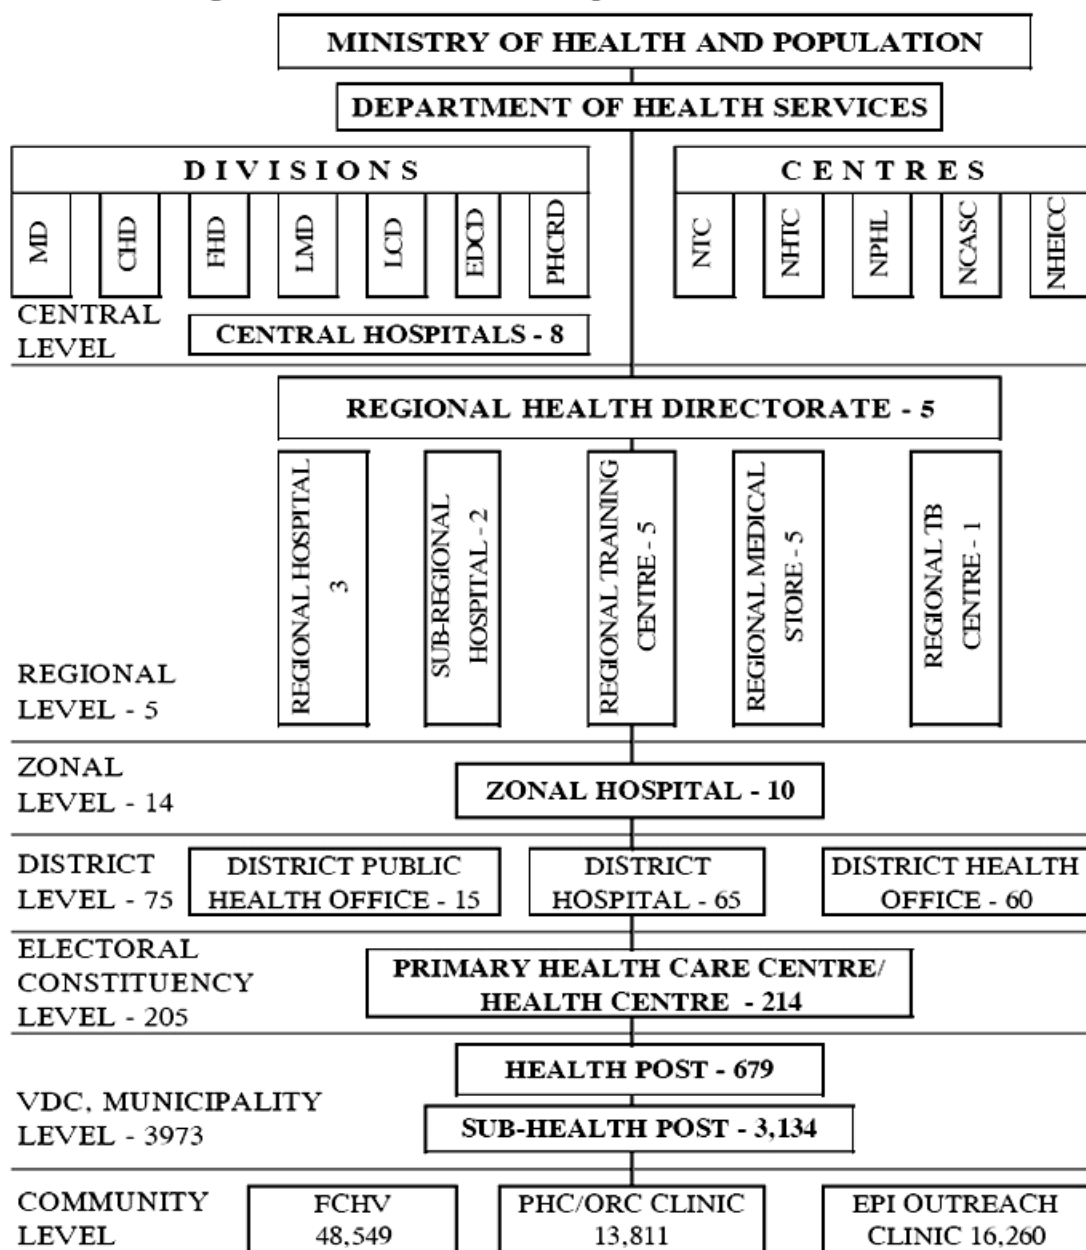 MINISTRY OF HEALTH AND POPULATION
DEPARTMENT OF HEALTH SERVICES
DIVISIONS
CENTRES
MD
CHD
FHD
LMD
LCD
EDCD
PHCRD
NTC
NHTC
NPHL
NCASC
NHEICC
CENTRAL
LEVEL
CENTRAL HOSPITALS - 8
REGIONAL HEALTH DIRECTORATE - 5
REGIONAL HOSPITAL
3
SUB-REGIONAL
HOSPITAL - 2
REGIONAL TRAINING
CENTRE - 5
REGIONAL MEDICAL
STORE - 5
REGIONAL TB
CENTRE - 1
REGIONAL
LEVEL - 5
ZONAL
LEVEL - 14
ZONAL HOSPITAL - 10
DISTRICT
LEVEL - 75
DISTRICT PUBLIC
HEALTH OFFICE - 15
DISTRICT
HOSPITAL - 65
DISTRICT HEALTH
OFFICE - 60
ELECTORAL
CONSTITUENCY
LEVEL - 205
PRIMARY HEALTH CARE CENTRE/
HEALTH CENTRE - 214
HEALTH POST - 679
VDC, MUNICIPALITY
LEVEL - 3973
SUB-HEALTH POST - 3,134
COMMUNITY
LEVEL
FCHV
48,549
PHC/ORC CLINIC
13,811
EPI OUTREACH
CLINIC 16,260